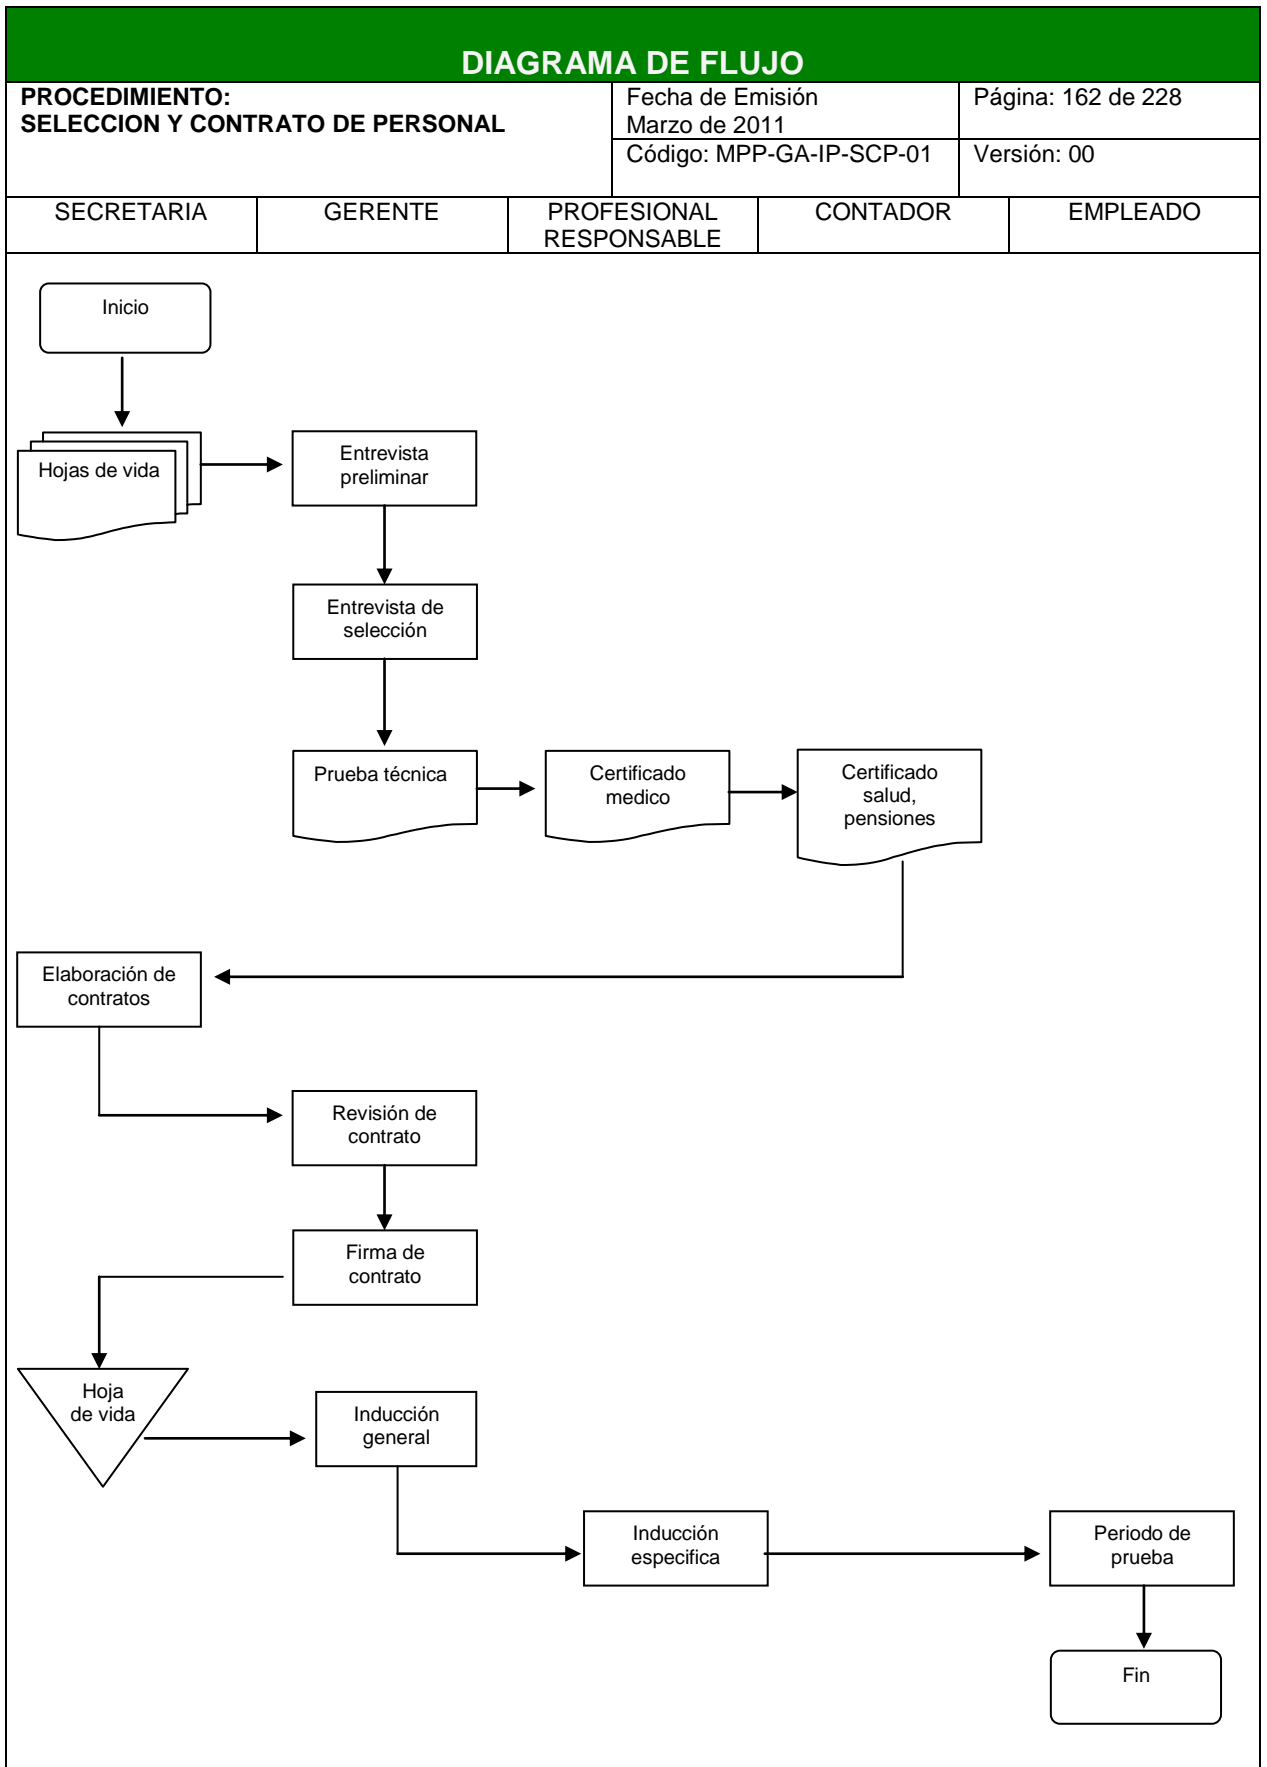 DIAGRAMA DE FLUJO
PROCEDIMIENTO:
SELECCION Y CONTRATO DE PERSONAL
Fecha de Emisión
Marzo de 2011
Página: 162 de 228
Código: MPP-GA-IP-SCP-01
Versión: 00
SECRETARIA
GERENTE
PROFESIONAL
RESPONSABLE
CONTADOR
EMPLEADO
Inicio
Hojas de vida
Entrevista
preliminar
Entrevista de
selección
Prueba técnica
Certificado
medico
Certificado
salud,
pensiones
Elaboración de
contratos
Revisión de
contrato
Firma de
contrato
Hoja
de vida
Inducción
general
Inducción
especifica
Periodo de
prueba
Fin